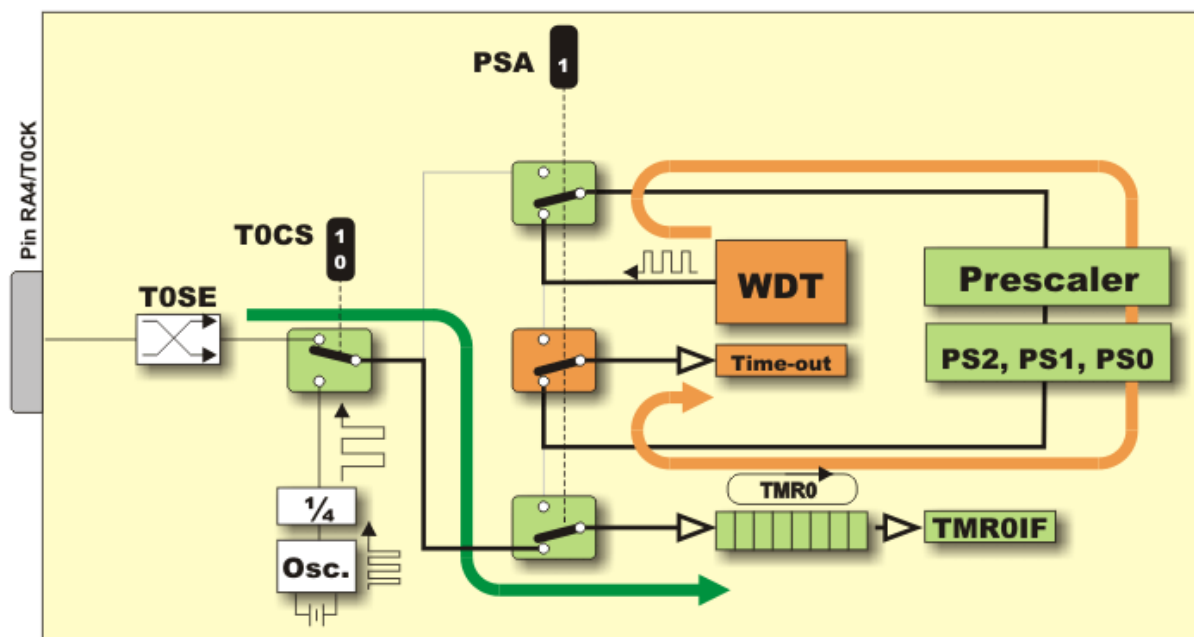 Pin RA4/T0CK
PSA
1
T0CS
1
0
T0SE
WDT
Prescaler
PS2, PS1, PS0
Time-out
¼
Osc.
TMR0
TMR0IF